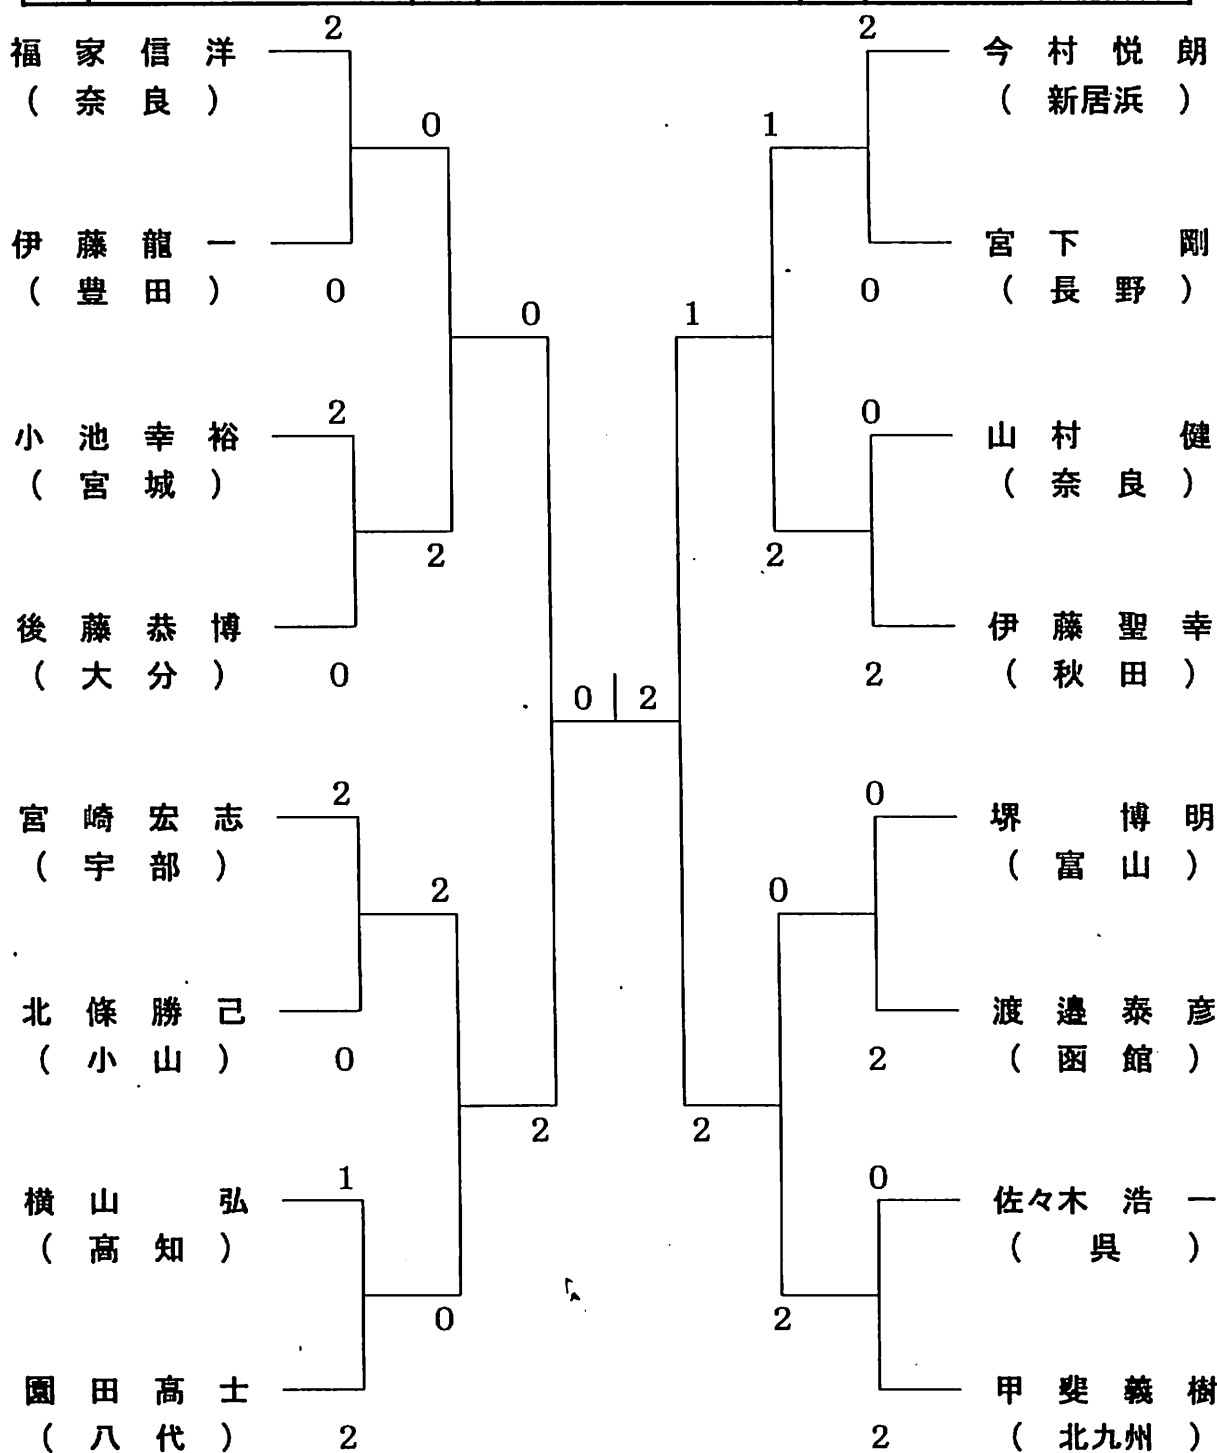 2
福家信洋
(奈良)
0
伊藤龍一
(豊田)
0
0
2
小池幸裕
(宮城)
2
後藤恭博
(大分)
0
2
宮崎宏志
(宇部)
2
北條勝己
(小山)
0
2
1
横山 弘
(高知)
0
園田高士
(八代)
2
0 2
2
今村悦朗
(新居浜)
1
宮下 剛
(長野)
0
1
0
山村 健
(奈良)
2
伊藤聖幸
(秋田)
2
0
堺 博明
(富山)
0
渡邉泰彦
(函館)
2
2
0
佐々木浩一
(呉)
2
甲斐義樹
(北九州)
2